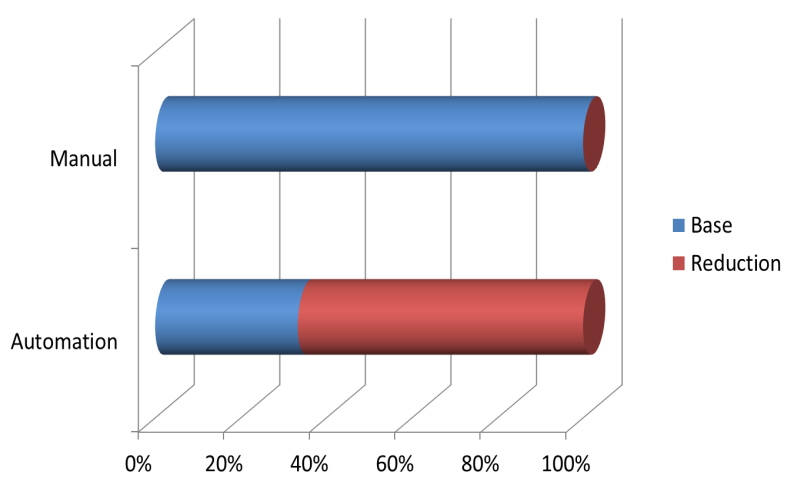 Manual
Automation
0% 20% 40% 60% 80% 100%
Base
Reduction